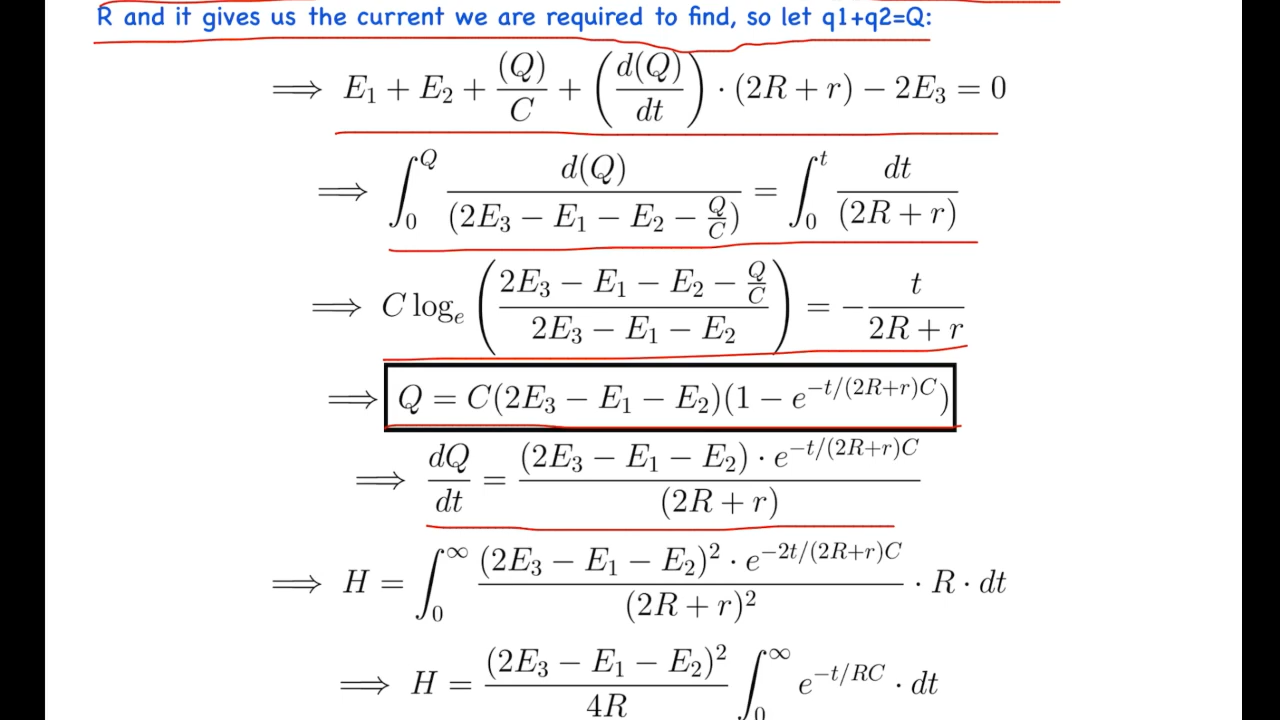 R and it gives us the current we are required to find, so let q1+q2=Q:
⟹ E₁ + E₂ + (Q)/C + (d(Q)/dt) · (2R + r) − 2E₃ = 0
⟹ ∫₀^Q d(Q)/(2E₃ − E₁ − E₂ − Q/C) = ∫₀^t dt/(2R + r)
⟹ C logₑ ((2E₃ − E₁ − E₂ − Q/C)/(2E₃ − E₁ − E₂)) = − t/(2R + r)
⟹ Q = C(2E₃ − E₁ − E₂)(1 − e^{−t/(2R+r)C})
⟹ dQ/dt = (2E₃ − E₁ − E₂) · e^{−t/(2R+r)C}/(2R + r)
⟹ H = ∫₀^∞ (2E₃ − E₁ − E₂)² · e^{−2t/(2R+r)C}/(2R + r)² · R · dt
⟹ H = (2E₃ − E₁ − E₂)²/4R ∫₀^∞ e^{−t/RC} · dt